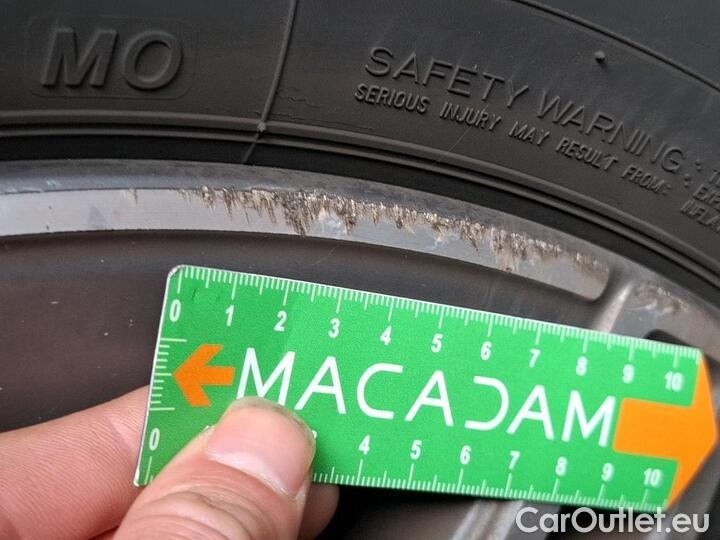 MO
SAFETY WARNING:
SERIOUS INJURY MAY RESULT FROM:
0 1 2 3 4 5 6 7 8 9 10
MACADAM
0 4 5 6 7 8 9 10
CarOutlet.eu